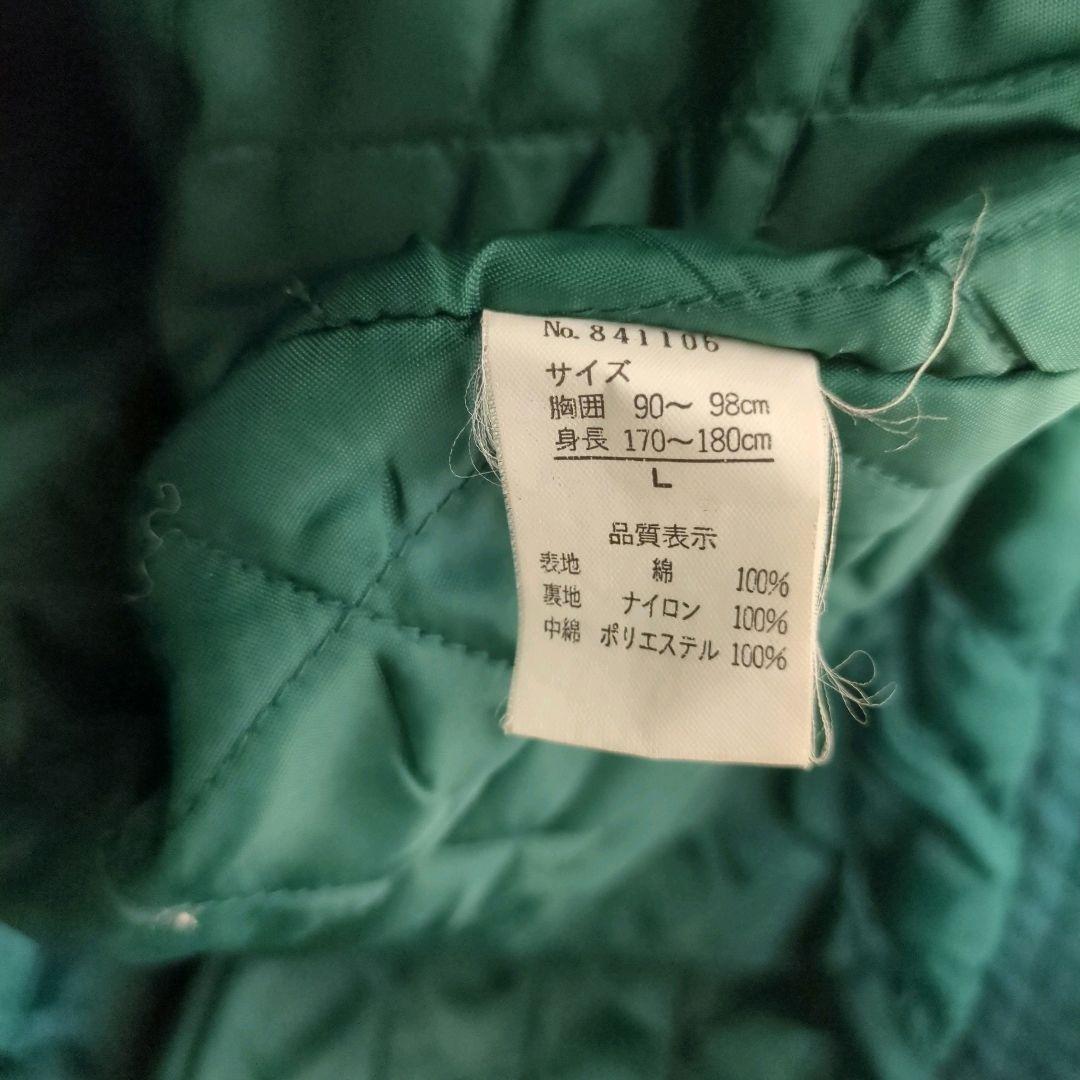 No. 841106
サイズ
胸囲 90～ 98cm
身長 170～180cm
L
品質表示
表地 綿 100%
裏地 ナイロン 100%
中綿 ポリエステル 100%